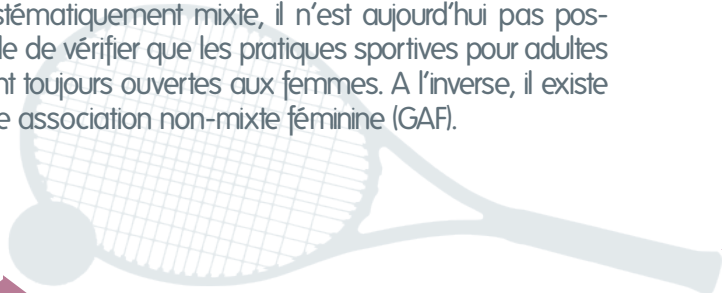 stématiquement mixte, il n'est aujourd'hui pas pos-
le de vérifier que les pratiques sportives pour adultes
nt toujours ouvertes aux femmes. A l'inverse, il existe
e association non-mixte féminine (GAF).